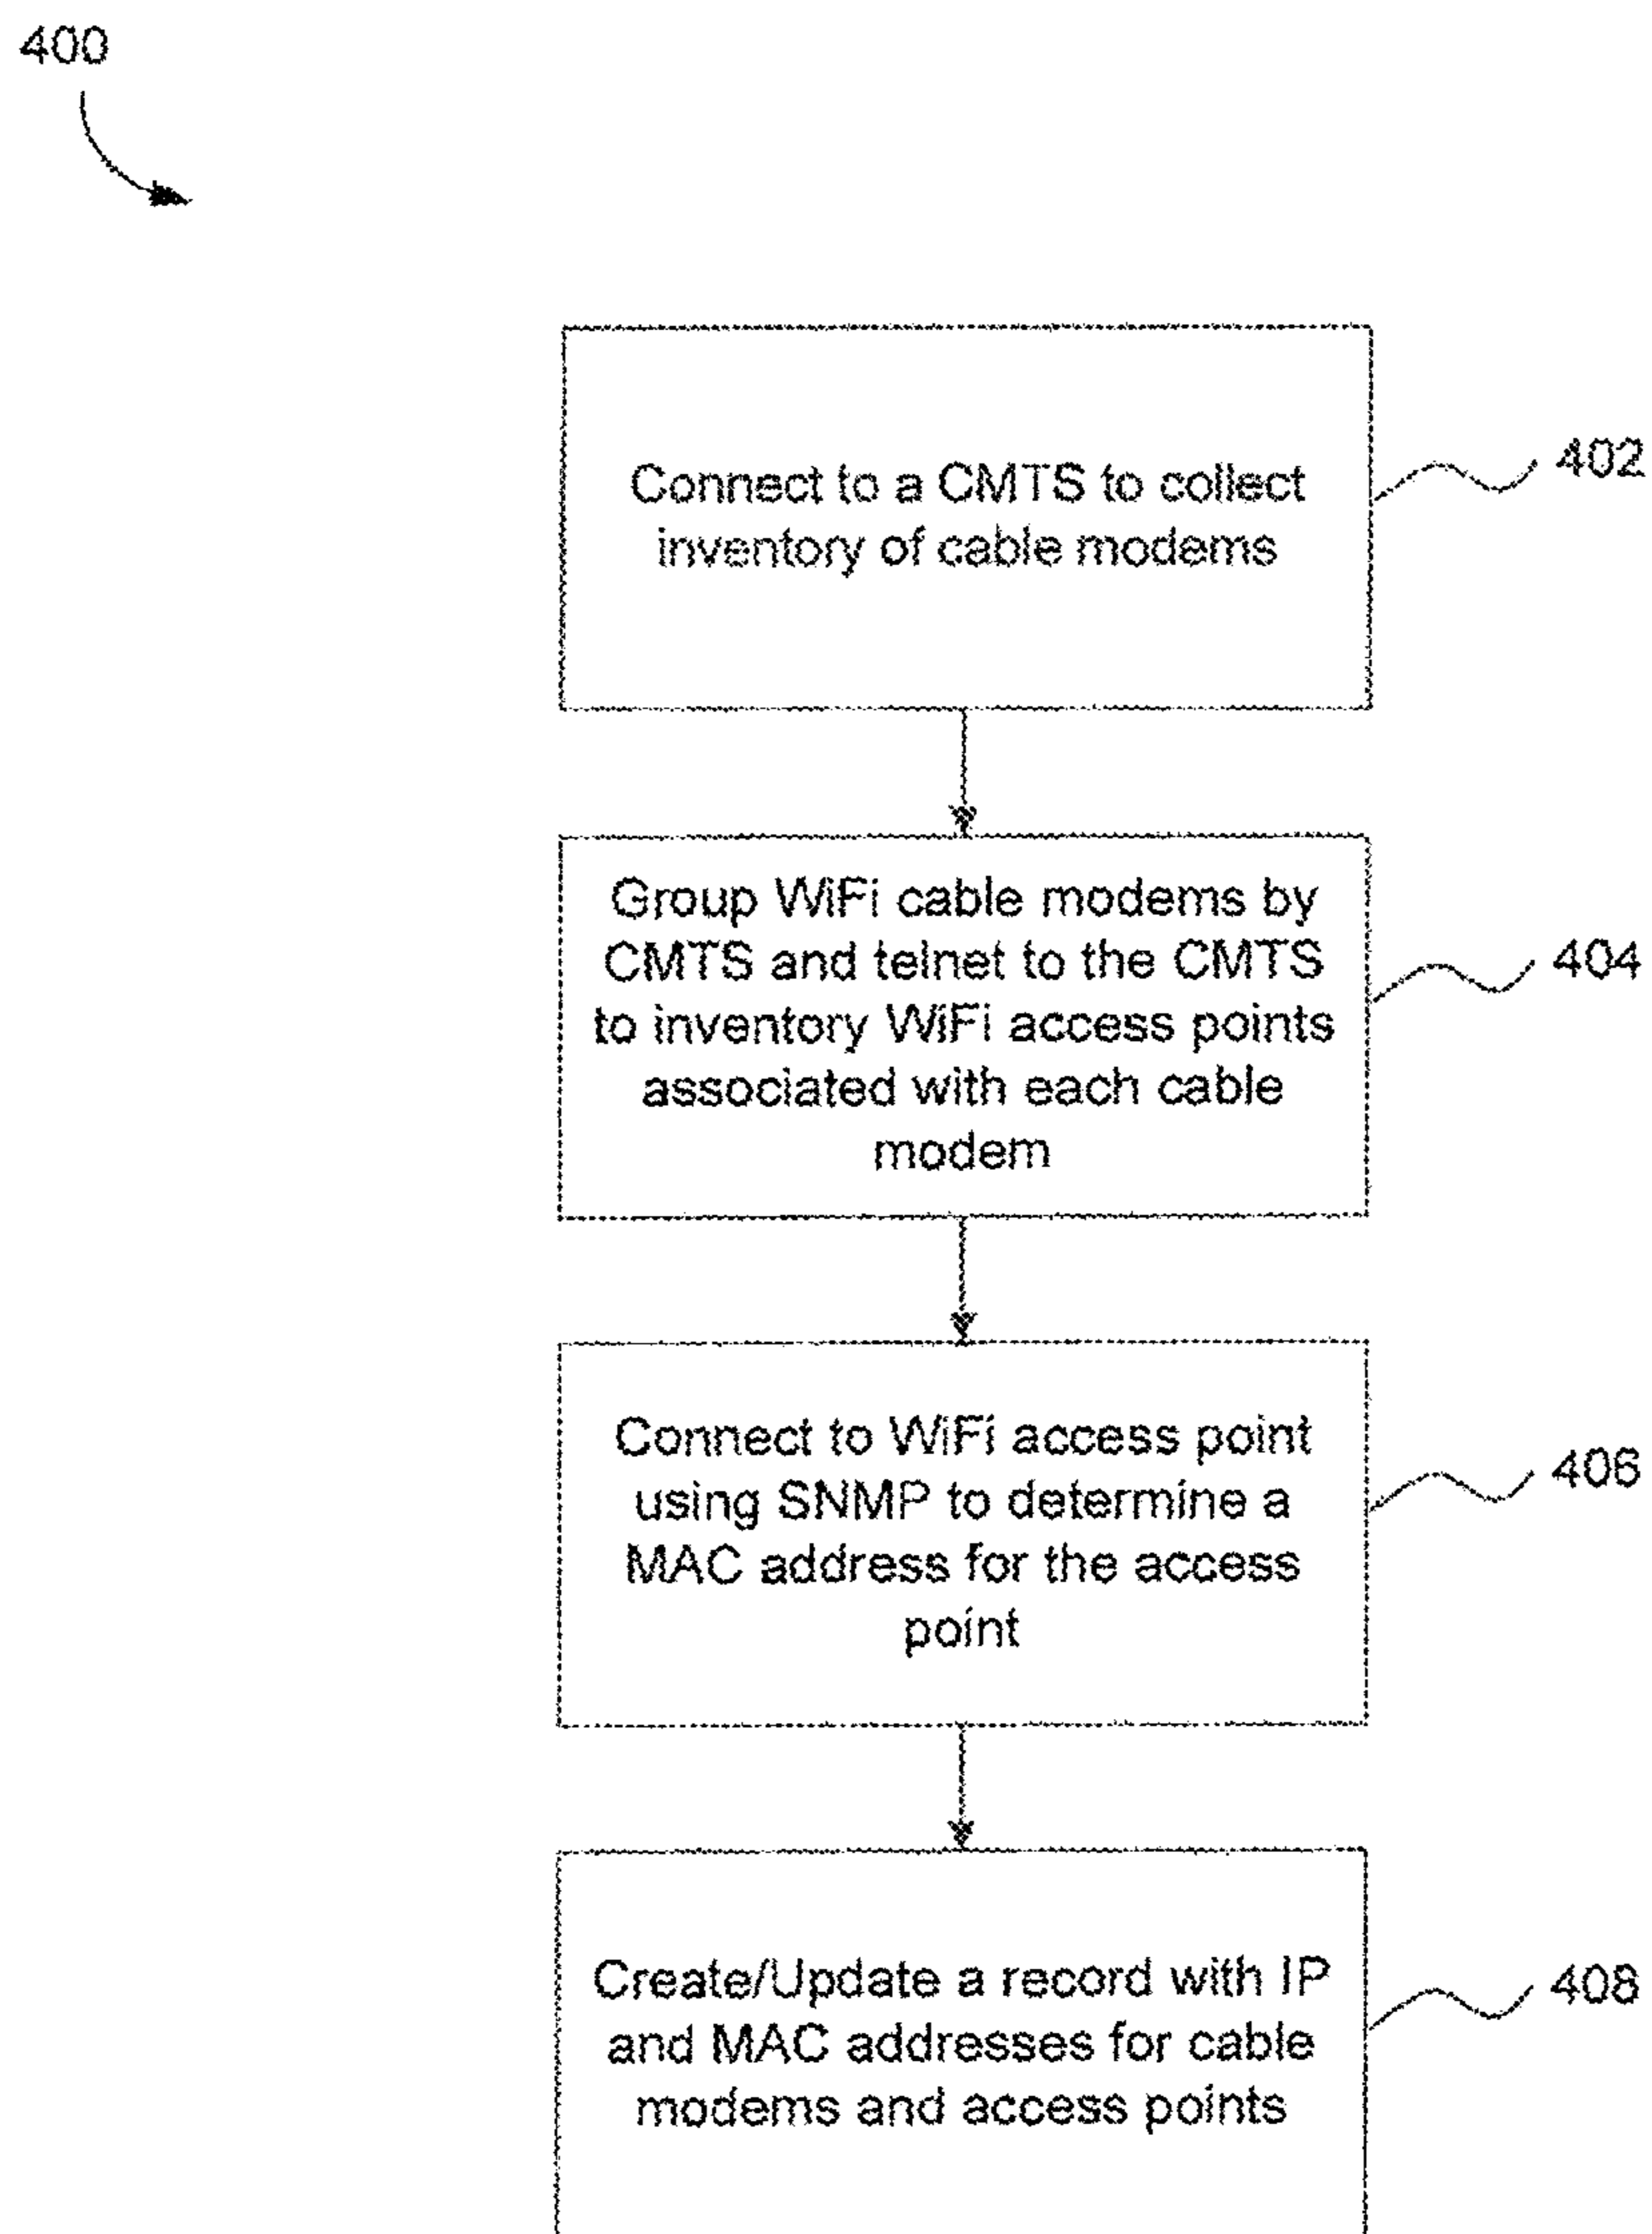 400
Connect to a CMTS to collect
inventory of cable modems
402
Group WiFi cable modems by
CMTS and telnet to the CMTS
to inventory WiFi access points
associated with each cable
modem
404
Connect to WiFi access point
using SNMP to determine a
MAC address for the access
point
406
Create/Update a record with IP
and MAC addresses for cable
modems and access points
408